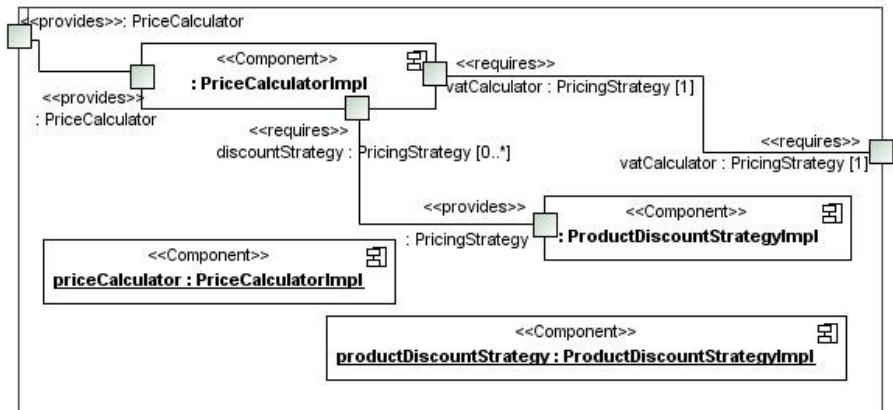 <<provides>>: PriceCalculator
<<Component>>
: PriceCalculatorImpl
<<requires>>
vatCalculator : PricingStrategy [1]
<<provides>>
: PriceCalculator
<<requires>>
discountStrategy : PricingStrategy [0..*]
<<requires>>
vatCalculator : PricingStrategy [1]
<<provides>>
: PricingStrategy
<<Component>>
: ProductDiscountStrategyImpl
<<Component>>
priceCalculator : PriceCalculatorImpl
<<Component>>
productDiscountStrategy : ProductDiscountStrategyImpl